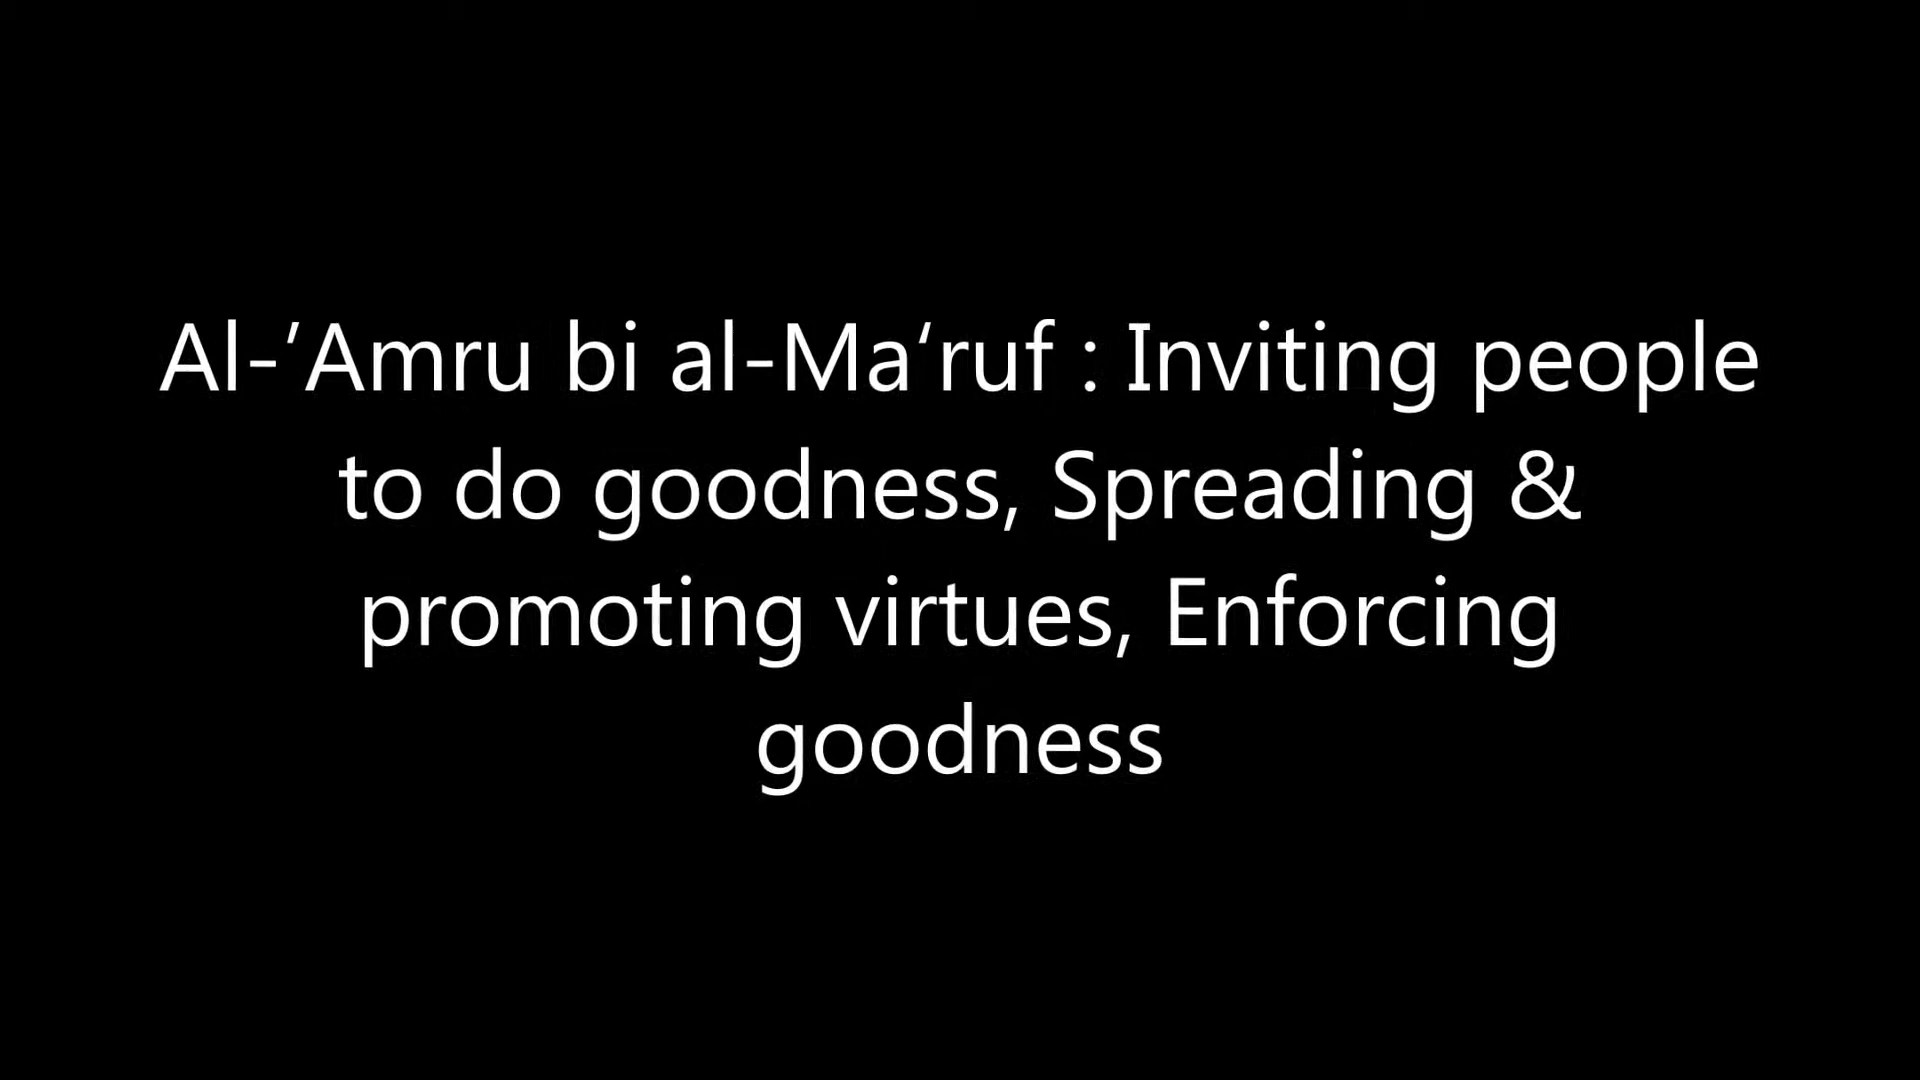 Al-’Amru bi al-Ma‘ruf : Inviting people
to do goodness, Spreading &
promoting virtues, Enforcing
goodness